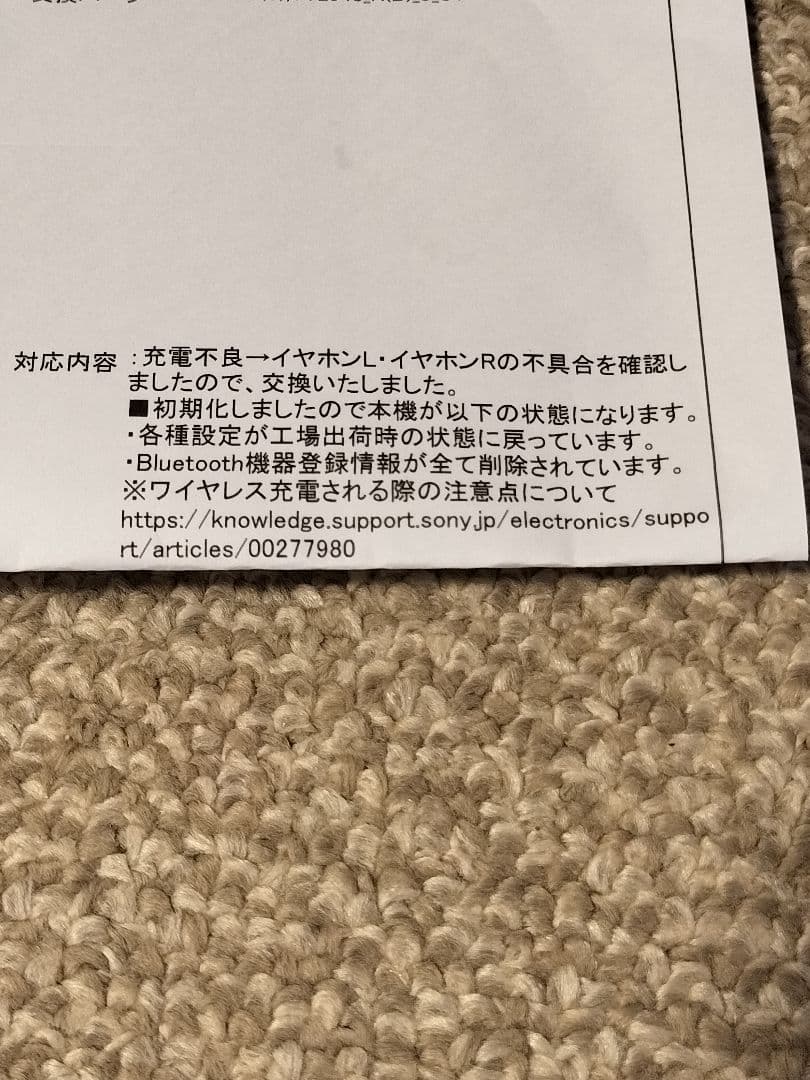 対応内容 ：充電不良→イヤホンL・イヤホンRの不具合を確認し
ましたので、交換いたしました。
■初期化しましたので本機が以下の状態になります。
・各種設定が工場出荷時の状態に戻っています。
・Bluetooth機器登録情報が全て削除されています。
※ワイヤレス充電される際の注意点について
https://knowledge.support.sony.jp/electronics/suppo
rt/articles/00277980